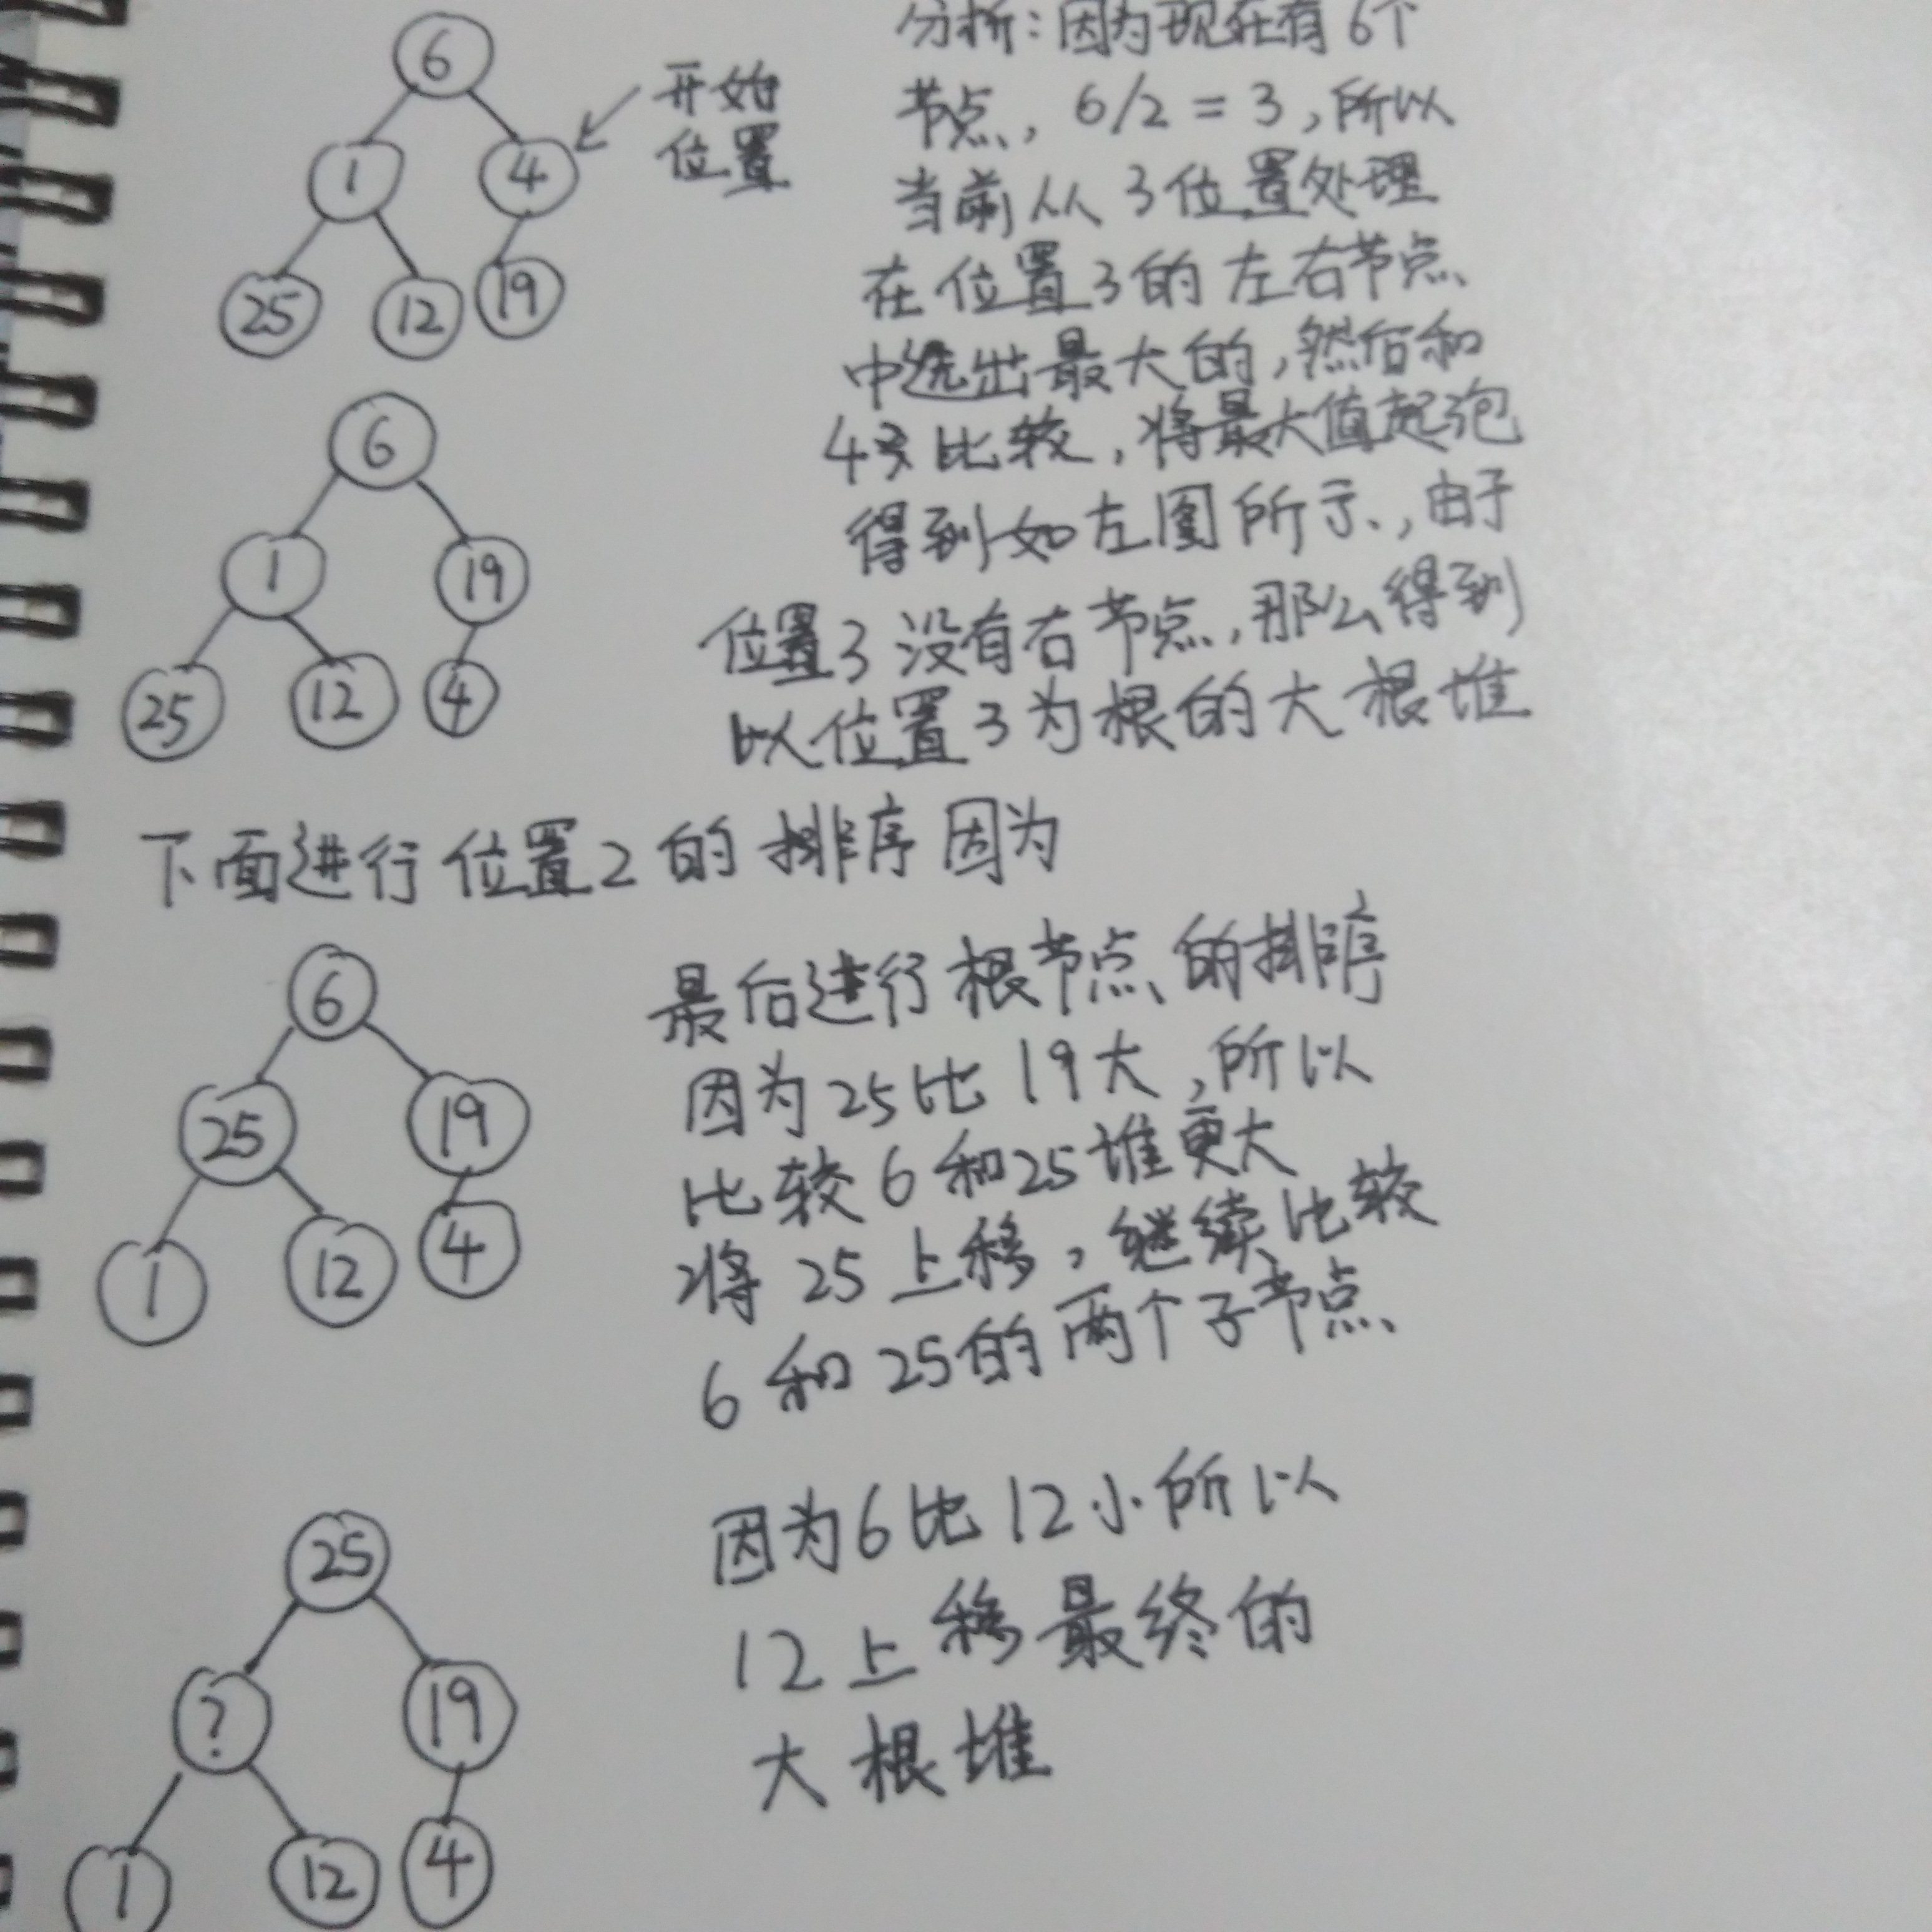 6
1
4
25
12
19
开始
位置
分析：因为现在有6个
节点，6/2=3，所以
当前从3位置处理
在位置3的左右节点
中选出最大的，然后和
比较，将最大值起泡
得到如左图所示，由于
位置3没有右节点，那么得到
以位置3为根的大根堆
6
1
19
25
12
4
下面进行位置2的排序因为
6
25
19
1
12
4
最后进行根节点的排序
因为25比19大，所以
比较6和25谁更大
将25上移，继续比较
6和25的两个子节点
25
?
19
1
12
4
因为6比12小所以
12上移最终的
大根堆